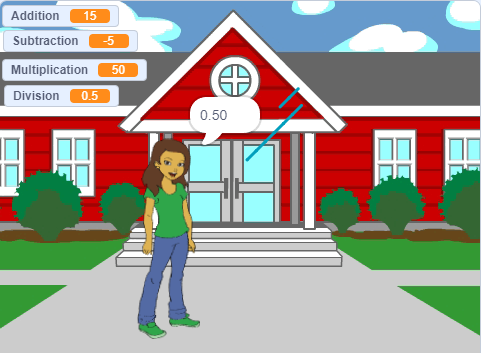 Addition 15
Subtraction -5
Multiplication 50
Division 0.5
0.50